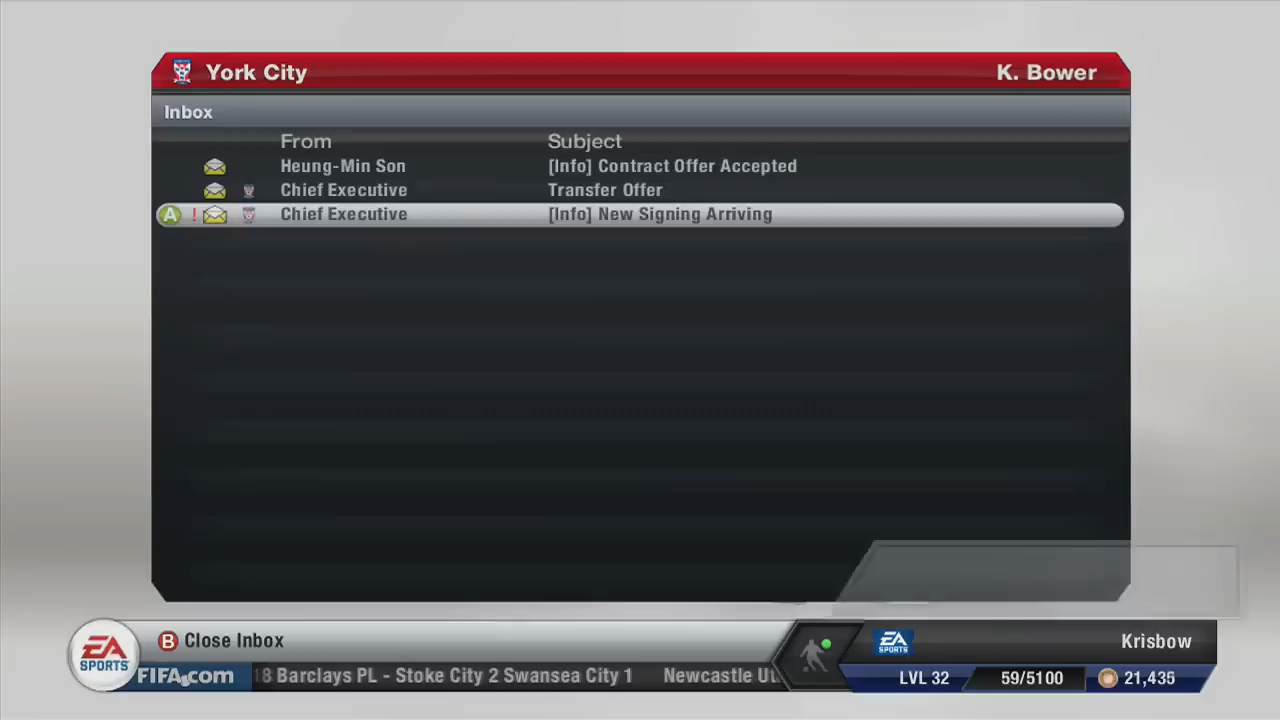 York City K. Bower
Inbox
From Subject
Heung-Min Son [Info] Contract Offer Accepted
Chief Executive Transfer Offer
A ! Chief Executive [Info] New Signing Arriving
B Close Inbox
EA SPORTS
EA SPORTS Krisbow
FIFA.com 18 Barclays PL - Stoke City 2 Swansea City 1 Newcastle
LVL 32 59/5100 21,435